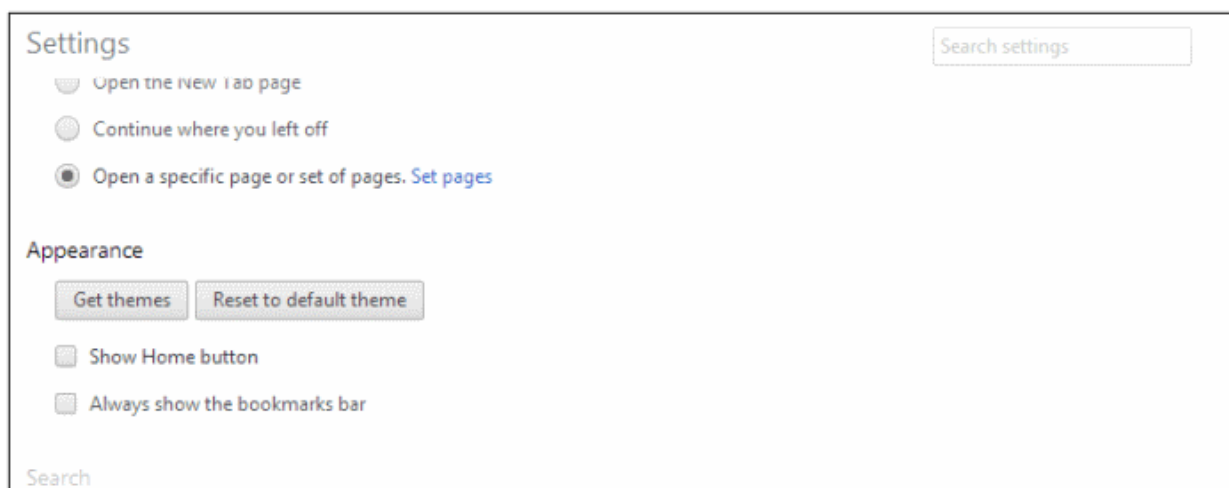 Settings
Search settings
Open the New Tab page
Continue where you left off
Open a specific page or set of pages. Set pages
Appearance
Get themes
Reset to default theme
Show Home button
Always show the bookmarks bar
Search